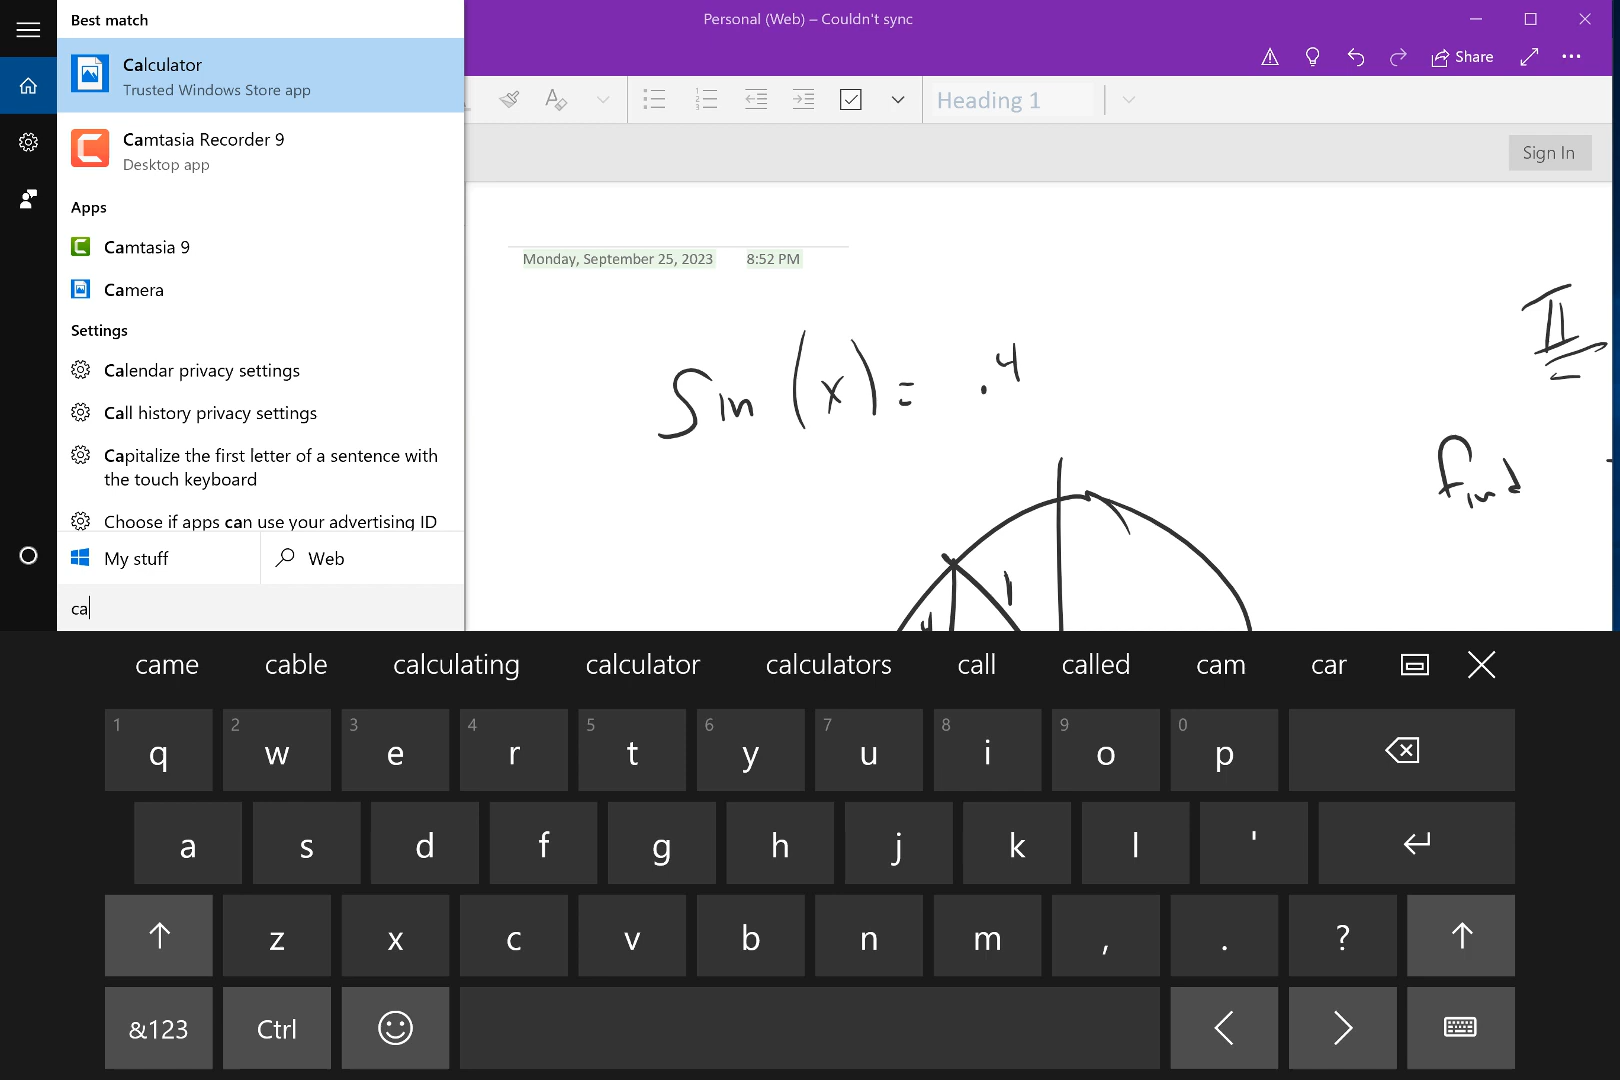 Best match
Calculator
Trusted Windows Store app
Camtasia Recorder 9
Desktop app
Apps
Camtasia 9
Camera
Settings
Calendar privacy settings
Call history privacy settings
Capitalize the first letter of a sentence with
the touch keyboard
Choose if apps can use your advertising ID
My stuff
Web
ca
Personal (Web) – Couldn't sync
Share
Heading 1
Sign In
Monday, September 25, 2023 8:52 PM
Sin (x) = .4
II
find
1
came cable calculating calculator calculators call called cam car
1 2 3 4 5 6 7 8 9 0
q w e r t y u i o p
a s d f g h j k l '
z x c v b n m , . ?
&123 Ctrl